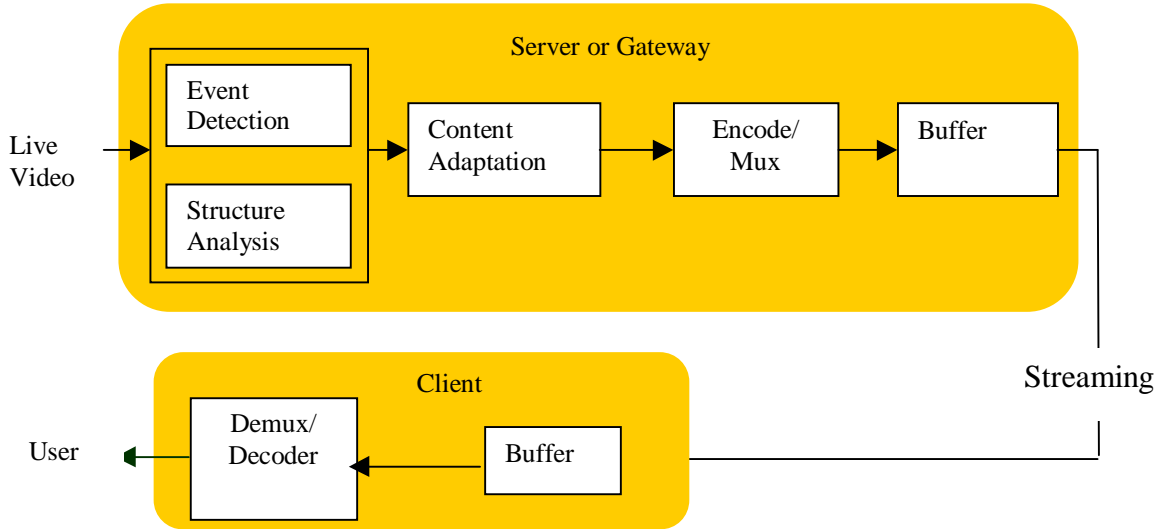 Server or Gateway
Event
Detection
Structure
Analysis
Live
Video
Content
Adaptation
Encode/
Mux
Buffer
Streaming
Client
Buffer
Demux/
Decoder
User